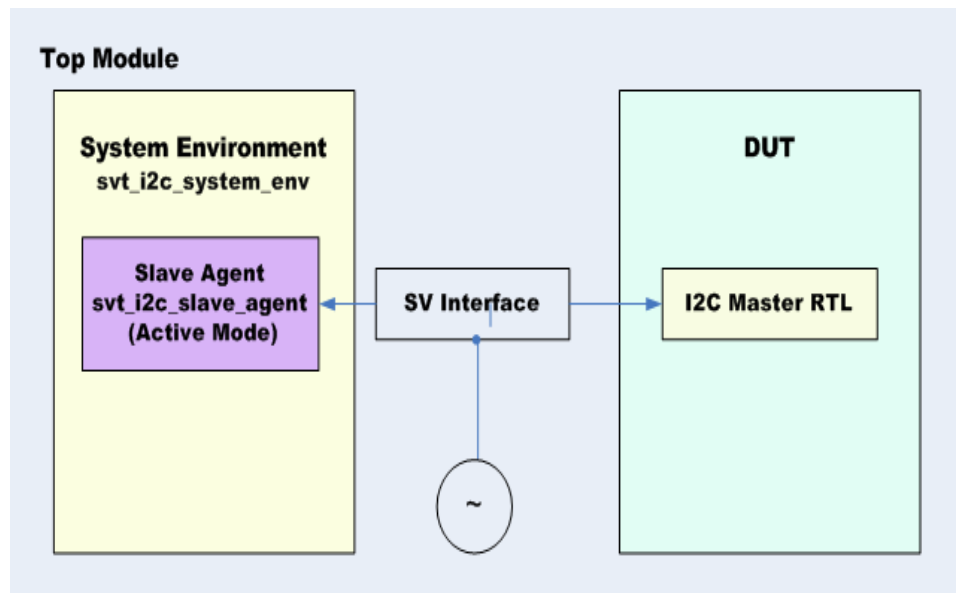 Top Module
System Environment
svt_i2c_system_env
Slave Agent
svt_i2c_slave_agent
(Active Mode)
SV Interface
DUT
I2C Master RTL
~